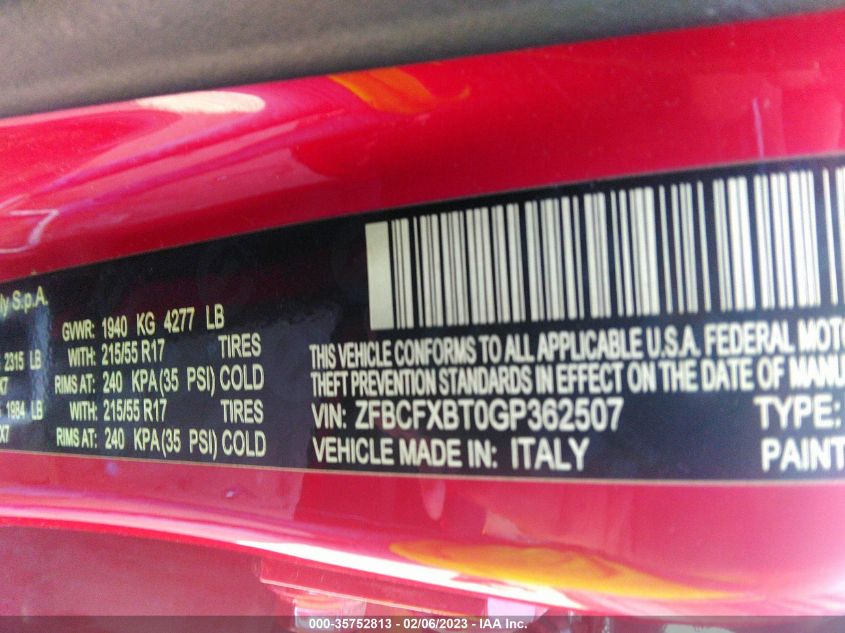 ly S.p.A.
GVWR: 1940 KG 4277 LB
2315 LB WITH: 215/55 R17 TIRES
X7 RIMS AT: 240 KPA(35 PSI) COLD
1984 LB WITH: 215/55 R17 TIRES
X7 RIMS AT: 240 KPA(35 PSI) COLD
THIS VEHICLE CONFORMS TO ALL APPLICABLE U.S.A. FEDERAL MOTO
THEFT PREVENTION STANDARDS IN EFFECT ON THE DATE OF MANU
VIN: ZFBCFXBT0GP362507 TYPE:
VEHICLE MADE IN: ITALY PAINT
000-35752813 - 02/06/2023 - IAA Inc.